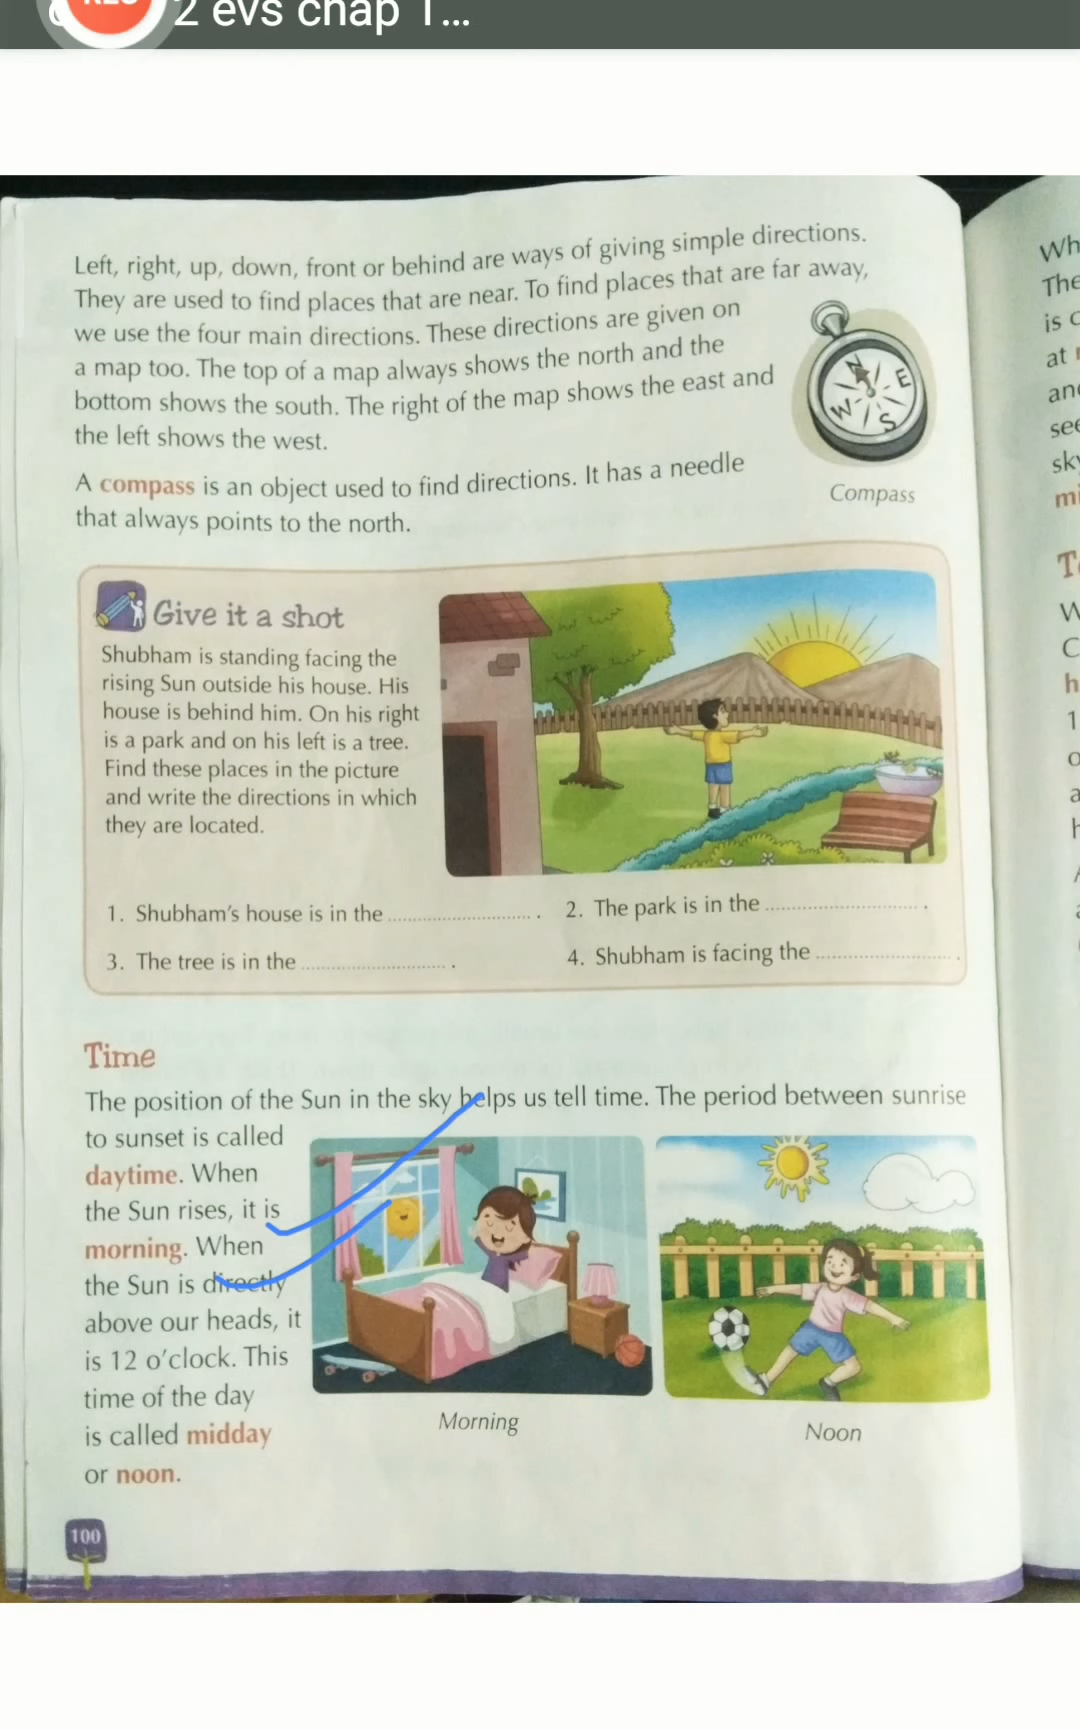 2 evs chap 1...
Left, right, up, down, front or behind are ways of giving simple directions.
They are used to find places that are near. To find places that are far away,
we use the four main directions. These directions are given on
a map too. The top of a map always shows the north and the
bottom shows the south. The right of the map shows the east and
the left shows the west.
A compass is an object used to find directions. It has a needle
that always points to the north.
N E
W S
Compass
Give it a shot
Shubham is standing facing the
rising Sun outside his house. His
house is behind him. On his right
is a park and on his left is a tree.
Find these places in the picture
and write the directions in which
they are located.
1. Shubham's house is in the .......................... .
2. The park is in the .......................... .
3. The tree is in the .......................... .
4. Shubham is facing the .......................... .
Time
The position of the Sun in the sky helps us tell time. The period between sunrise
to sunset is called
daytime. When
the Sun rises, it is
morning. When
the Sun is directly
above our heads, it
is 12 o'clock. This
time of the day
is called midday
or noon.
Morning
Noon
100